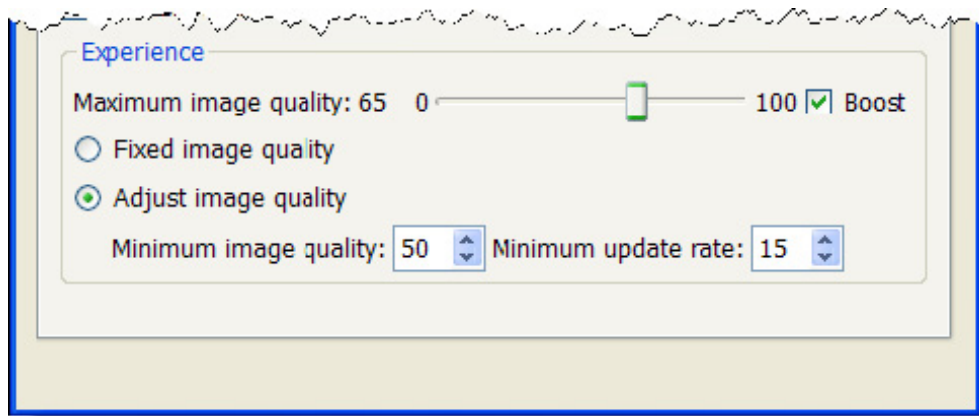 Experience
Maximum image quality: 65 0 100 Boost
Fixed image quality
Adjust image quality
Minimum image quality: 50 Minimum update rate: 15